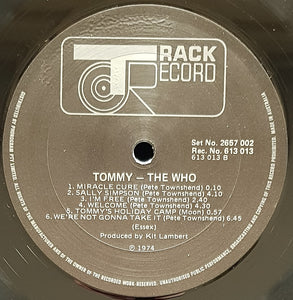 TRACK
RECORD
Set No. 2657 002
Rec. No. 613 013
613 013 B
TOMMY – THE WHO
1. MIRACLE CURE (Pete Townshend) 0.10
2. SALLY SIMPSON (Pete Townshend) 4.10
3. I'M FREE (Pete Townshend) 2.40
4. WELCOME (Pete Townshend) 4.30
5. TOMMY'S HOLIDAY CAMP (Moon) 0.57
6. WE'RE NOT GONNA TAKE IT (Pete Townshend) 6.45
(Essex)
Produced by Kit Lambert
℗ 1974